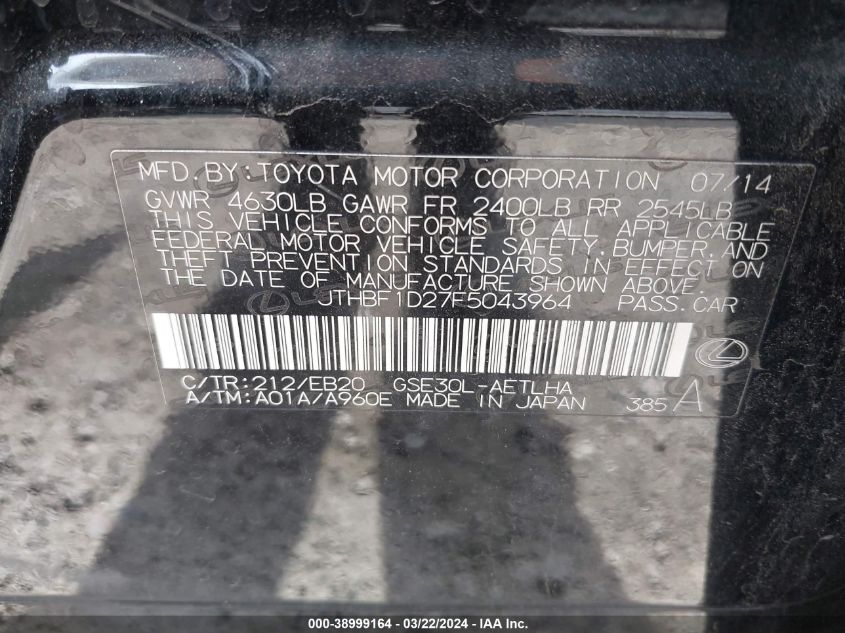 MFD.BY:TOYOTA MOTOR CORPORATION 07/14
GVWR 4630LB GAWR FR 2400LB RR 2545LB
THIS VEHICLE CONFORMS TO ALL APPLICABLE
FEDERAL MOTOR VEHICLE SAFETY,BUMPER,AND
THEFT PREVENTION STANDARDS IN EFFECT ON
THE DATE OF MANUFACTURE SHOWN ABOVE.
JTHBF1D27F5043964 PASS.CAR
C/TR:212/EB20 GSE30L-AETLHA
A/TM:A01A/A960E MADE IN JAPAN 385A
000-38999164 - 03/22/2024 - IAA Inc.